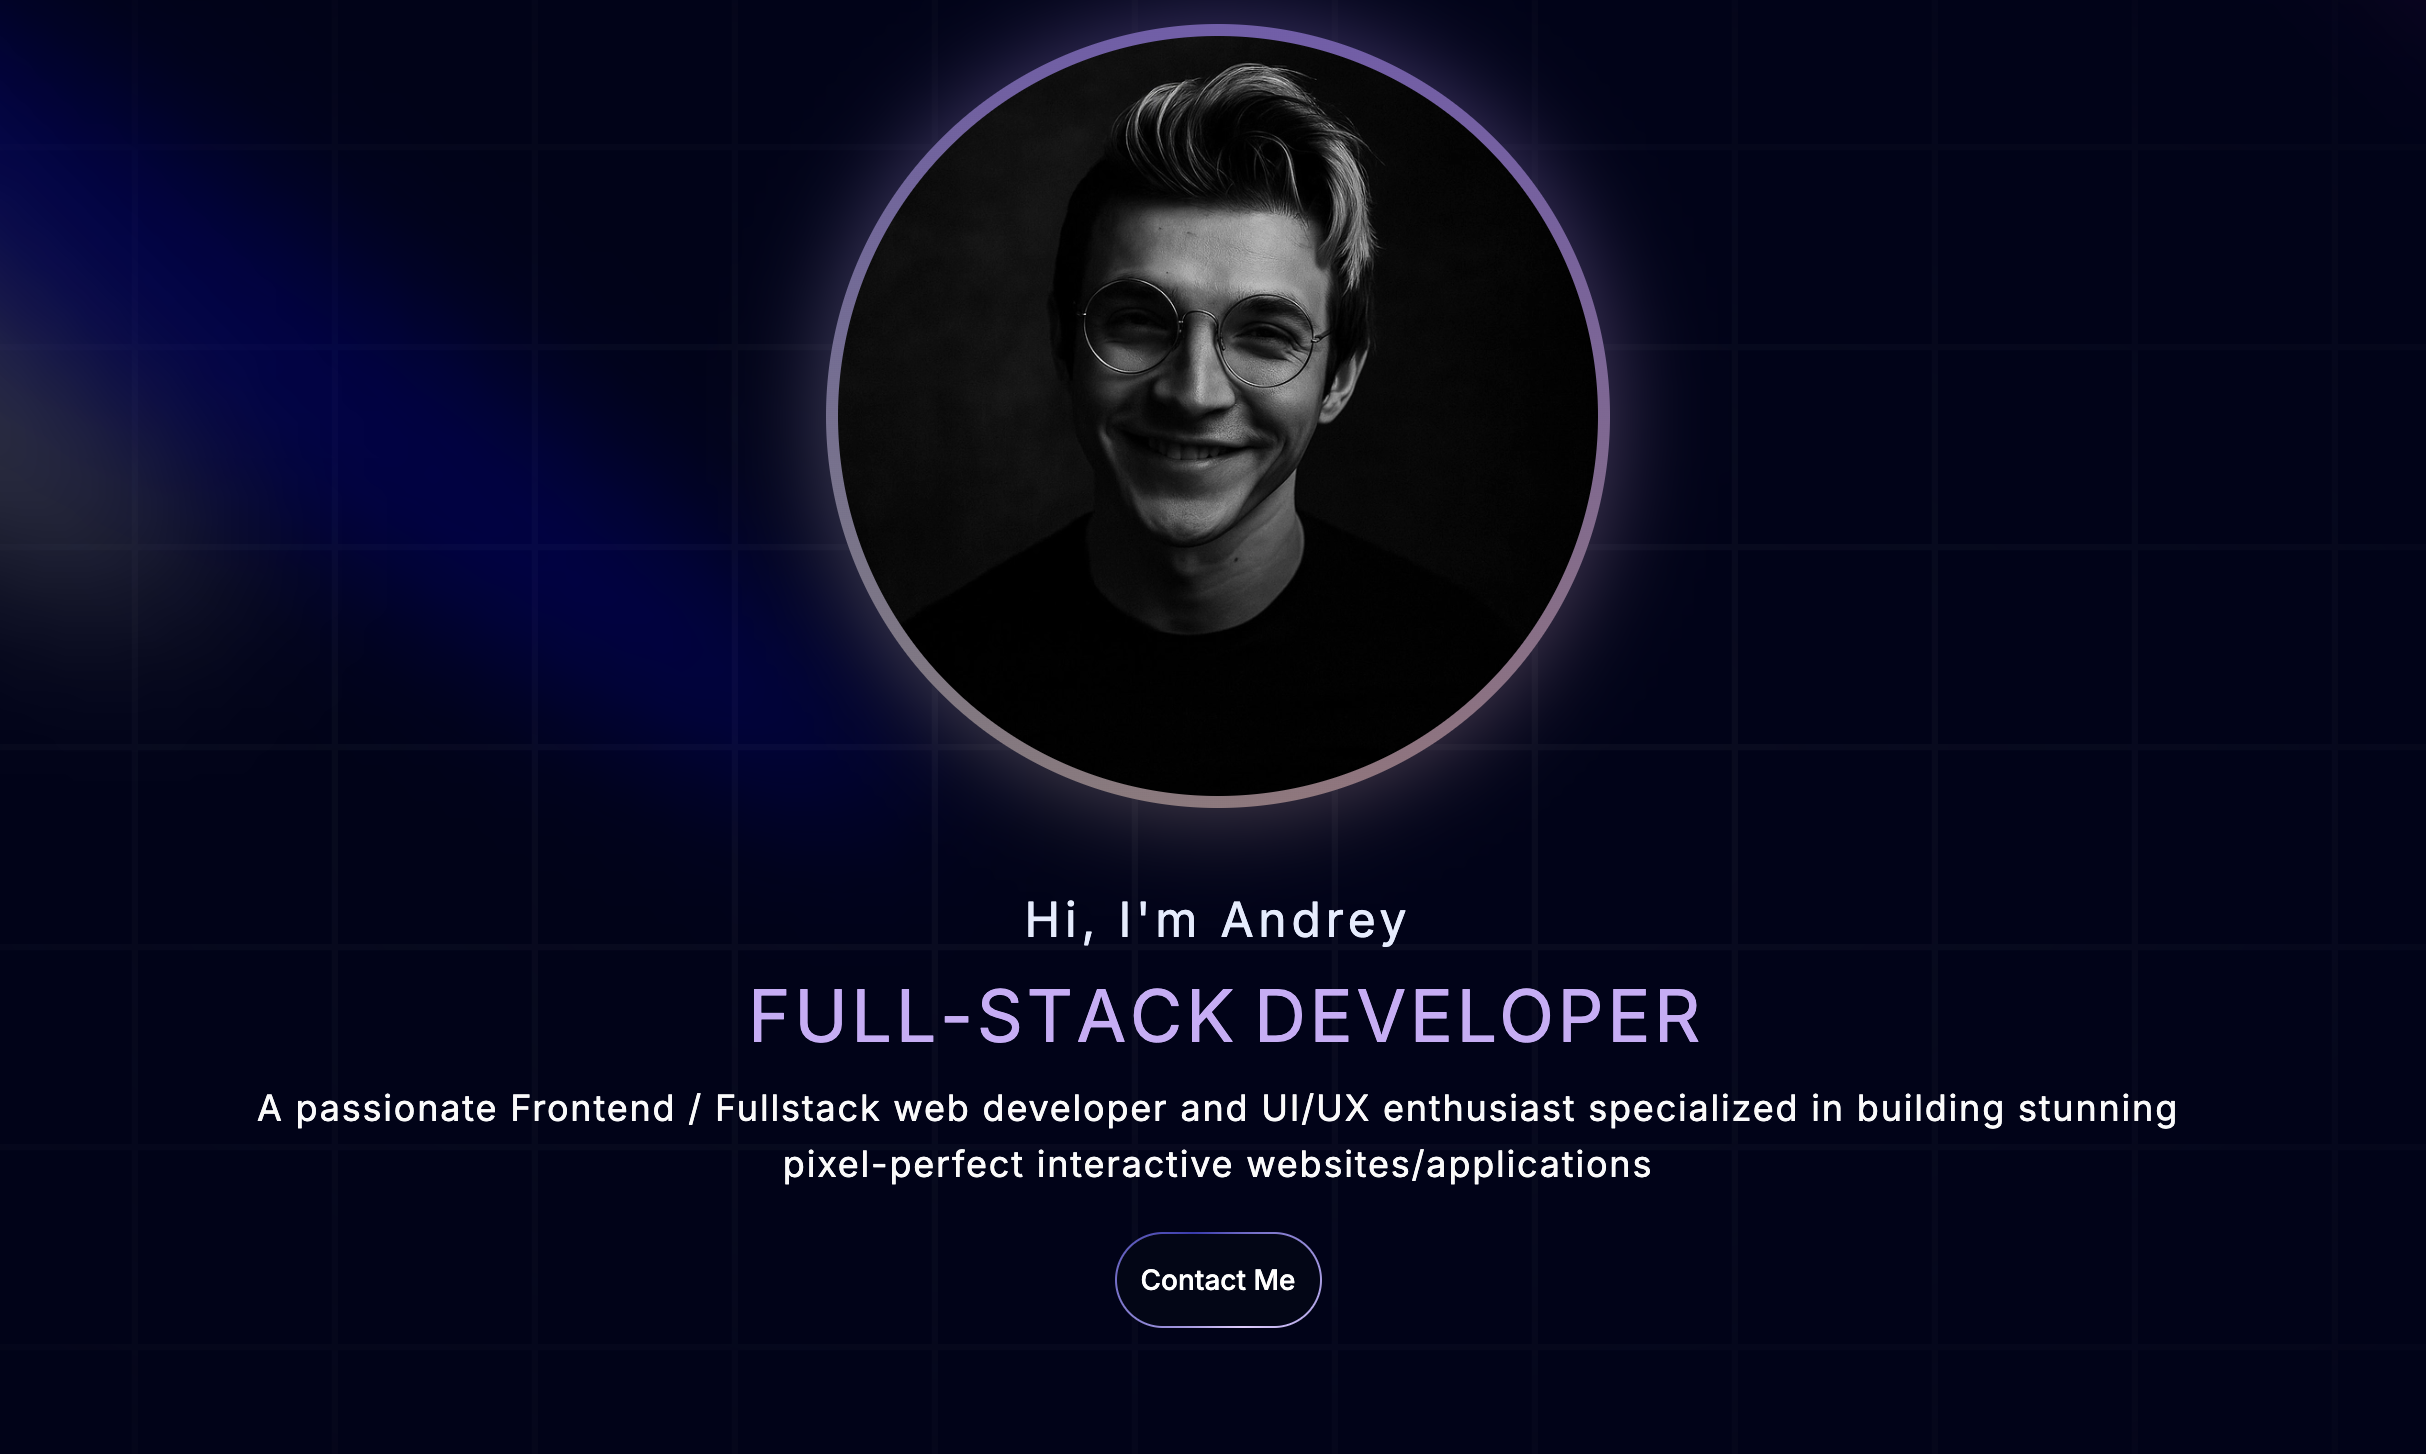 Hi, I'm Andrey
FULL-STACK DEVELOPER
A passionate Frontend / Fullstack web developer and UI/UX enthusiast specialized in building stunning
pixel-perfect interactive websites/applications
Contact Me